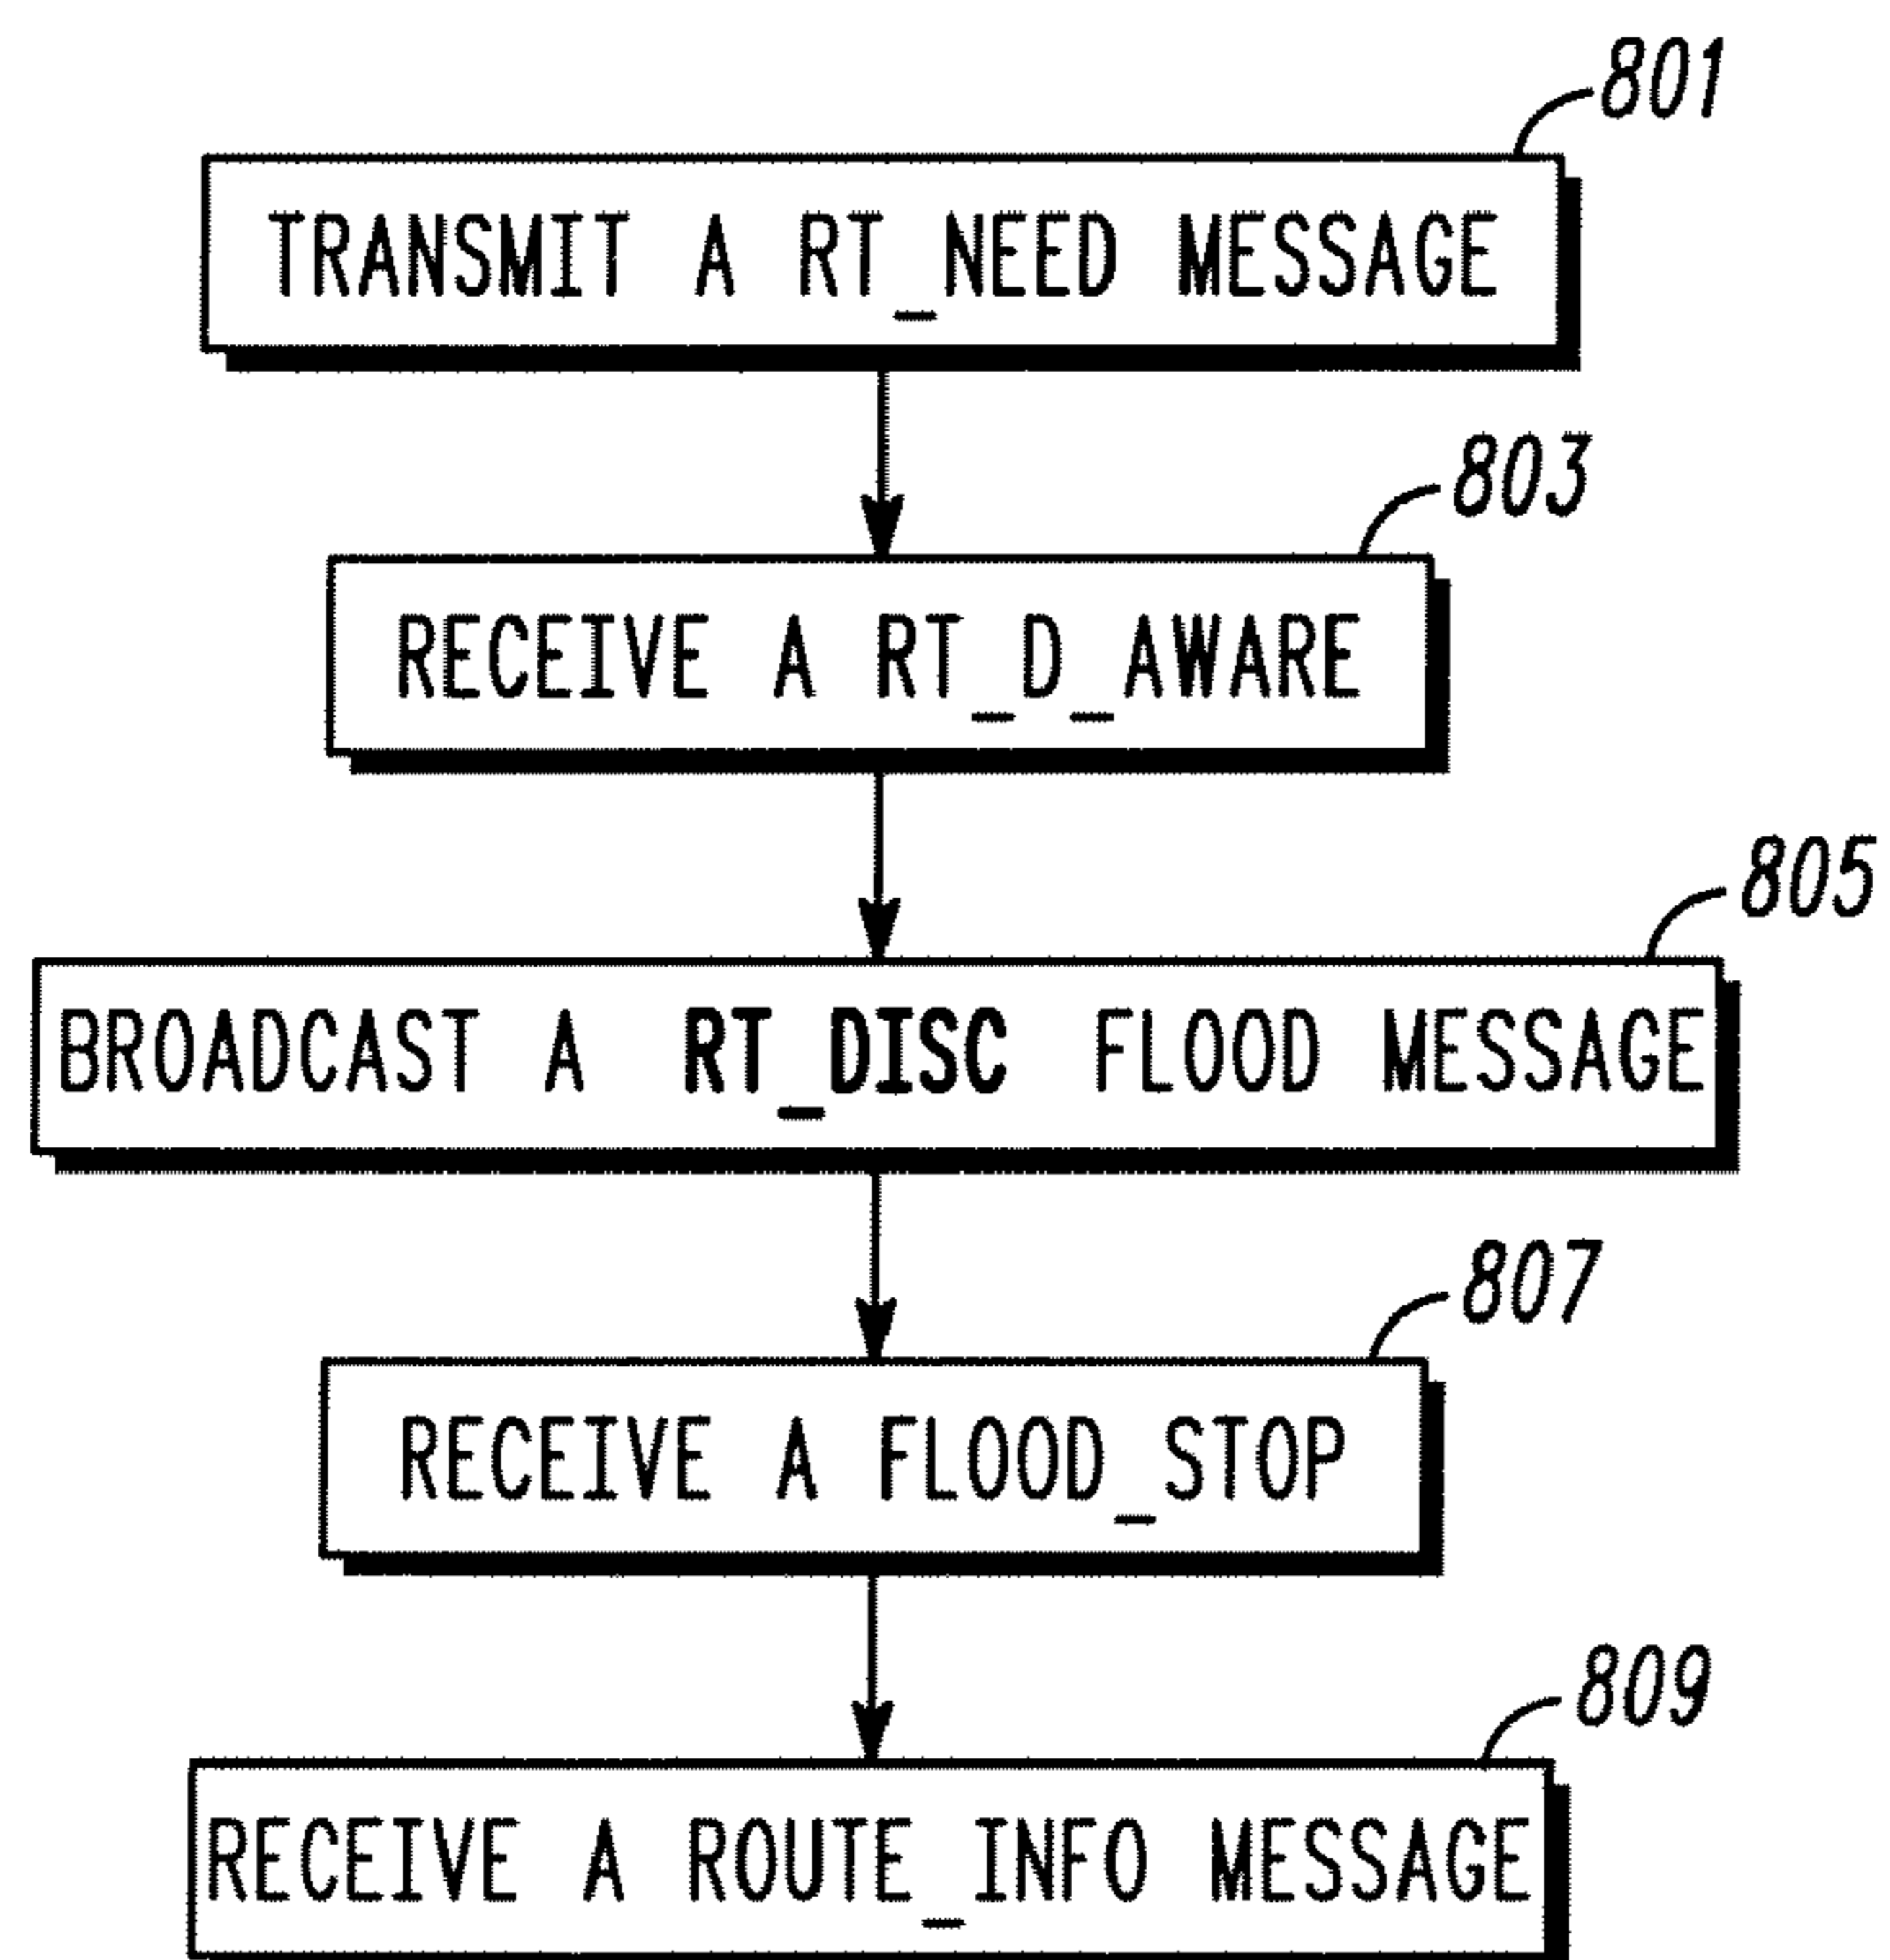 801
TRANSMIT A RT_NEED MESSAGE
803
RECEIVE A RT_D_AWARE
805
BROADCAST A RT_DISC FLOOD MESSAGE
807
RECEIVE A FLOOD_STOP
809
RECEIVE A ROUTE_INFO MESSAGE